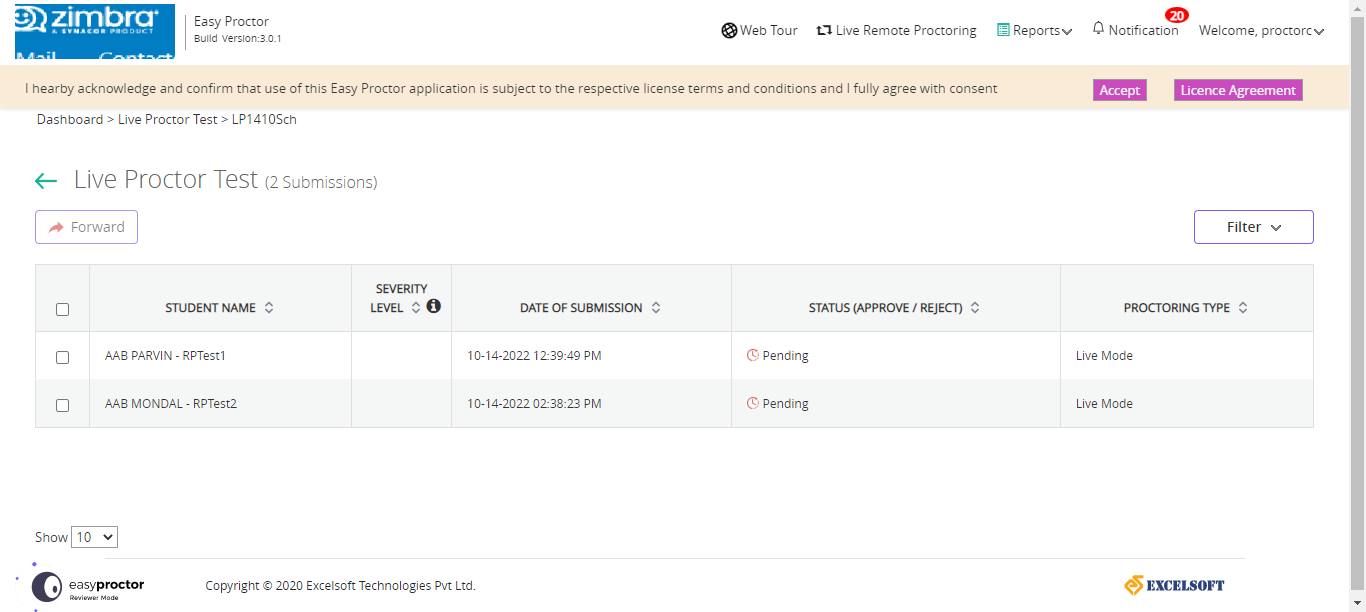 zimbra
A SYNACOR PRODUCT
Mail Contact
Easy Proctor
Build Version:3.0.1
Web Tour
Live Remote Proctoring
Reports
Notification
20
Welcome, proctorc
I hearby acknowledge and confirm that use of this Easy Proctor application is subject to the respective license terms and conditions and I fully agree with consent
Accept
Licence Agreement
Dashboard > Live Proctor Test > LP1410Sch
Live Proctor Test (2 Submissions)
Forward
Filter
STUDENT NAME
SEVERITY
LEVEL
DATE OF SUBMISSION
STATUS (APPROVE / REJECT)
PROCTORING TYPE
AAB PARVIN - RPTest1
10-14-2022 12:39:49 PM
Pending
Live Mode
AAB MONDAL - RPTest2
10-14-2022 02:38:23 PM
Pending
Live Mode
Show 10
easyproctor
Reviewer Mode
Copyright © 2020 Excelsoft Technologies Pvt Ltd.
EXCELSOFT